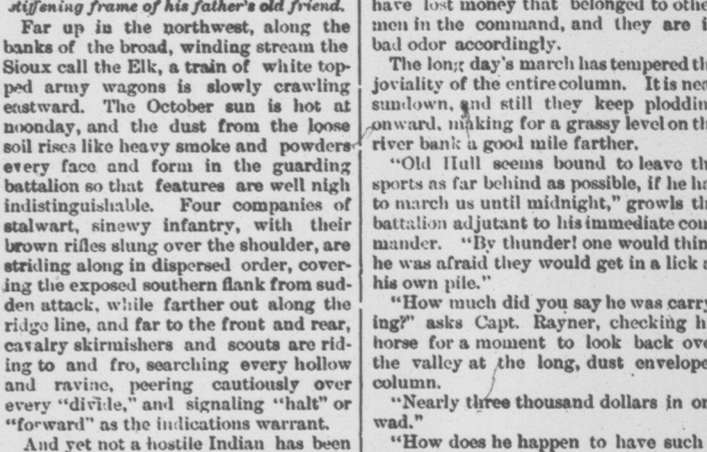 stiffening frame of his father's old friend.
Far up in the northwest, along the
banks of the broad, winding stream the
Sioux call the Elk, a train of white top-
ped army wagons is slowly crawling
eastward. The October sun is hot at
noonday, and the dust from the loose
soil rises like heavy smoke and powders
every face and form in the guarding
battalion so that features are well nigh
indistinguishable. Four companies of
stalwart, sinewy infantry, with their
brown rifles slung over the shoulder, are
striding along in dispersed order, cover-
ing the exposed southern flank from sud-
den attack, while farther out along the
ridge line, and far to the front and rear,
cavalry skirmishers and scouts are rid-
ing to and fro, searching every hollow
and ravine, peering cautiously over
every "divide," and signaling "halt" or
"forward" as the indications warrant.
And yet not a hostile Indian has been
have lost money that belonged to othe
men in the command, and they are i
bad odor accordingly.
The long day's march has tempered th
joviality of the entire column. It is nea
sundown, and still they keep ploddin
onward, making for a grassy level on th
river bank a good mile farther.
"Old Hull seems bound to leave th
sports as far behind as possible, if he ha
to march us until midnight," growls th
battalion adjutant to his immediate com
mander. "By thunder! one would thin
he was afraid they would get in a lick a
his own pile."
"How much did you say he was carry
ing?" asks Capt. Rayner, checking h
horse for a moment to look back ove
the valley at the long, dust envelope
column.
"Nearly three thousand dollars in on
wad."
"How does he happen to have such